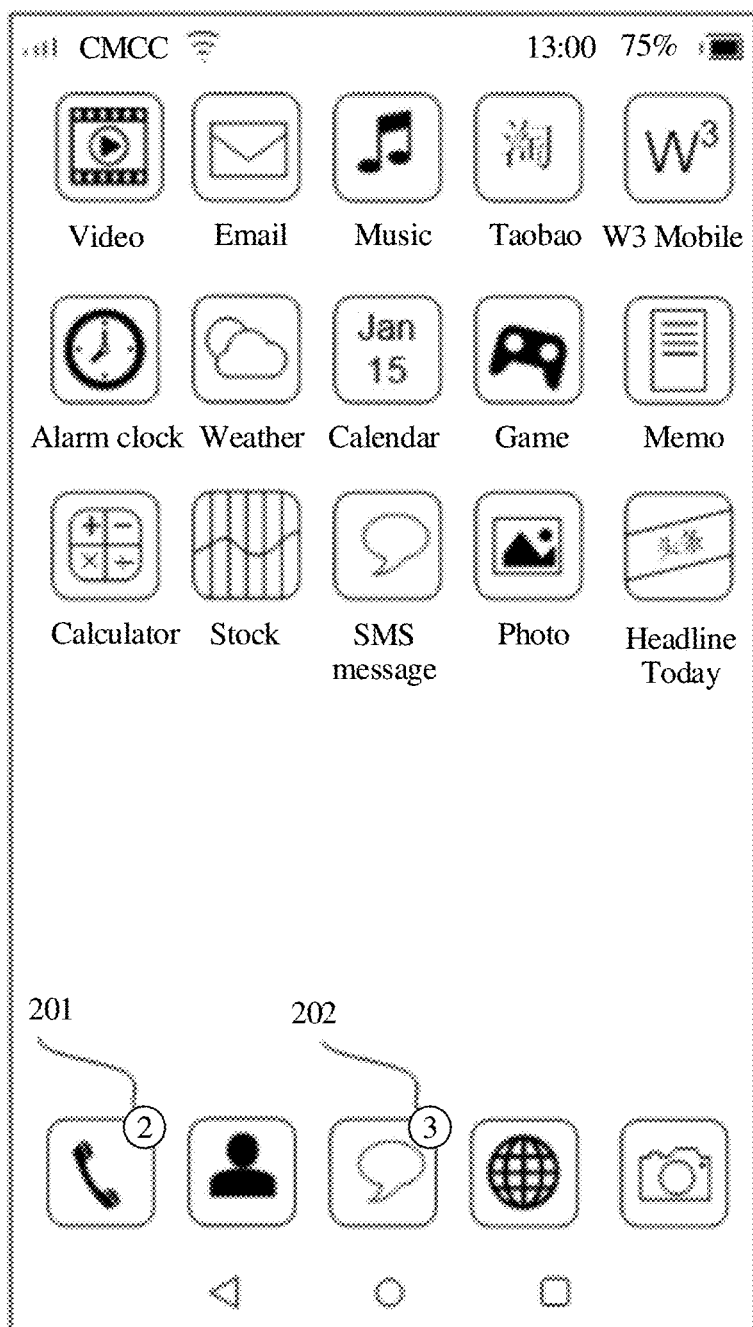 CMCC 13:00 75%
淘
W³
Video Email Music Taobao W3 Mobile
Jan
15
Alarm clock Weather Calendar Game Memo
Calculator Stock SMS message Photo Headline Today
201 202
2 3